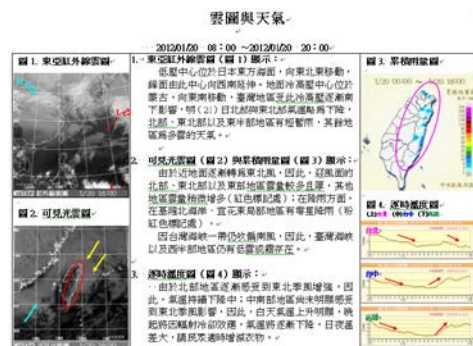 雲圖與天氣
2012/01/20 08:00 ~2012/01/20 20:00
圖 1. 東亞紅外線雲圖
1. 東亞紅外線雲圖(圖 1)顯示:
低壓中心位於日本東方海面,向東北東移動,
鋒面由此中心向西南延伸。地面冷高壓中心位於
蒙古,向東南移動,臺灣地區受此冷高壓逐漸南
下影響,明(21)日北部與東北部氣溫略為下降,
北部、東北部以及東半部地區有短暫雨,其餘地
區為多雲的天氣。
圖 2. 可見光雲圖
2. 可見光雲圖(圖 2)與累積雨量圖(圖 3)顯示:
由於近地面逐漸轉為東北風,因此,迎風面的
北部、東北部以及東部地區雲量較多且厚,其他
地區雲量稍微增多(紅色標記處);在降雨方面,
在基隆北海岸、宜花東局部地區有零星降雨(粉
紅色標記處)。
因台灣海峽一帶仍吹偏南風,因此,臺灣海峽
以及西半部地區仍有低雲或霧存在。
3. 逐時溫度圖(圖 4)顯示:
由於北部地區逐漸感受到東北季風增強,因
此,氣溫持續下降中;中南部地區尚未明顯感受
到東北季風影響,因此,白天氣溫上升明顯,晚
起將因輻射冷卻效應,氣溫將逐漸下降,日夜溫
差大,請民眾適時增減衣物。
圖 3. 累積雨量圖
1/20 00:00 ~ 1/20 16:00
圖 4. 逐時溫度圖
(上)台北 (中)台中 (下)高雄
台北
台中
高雄